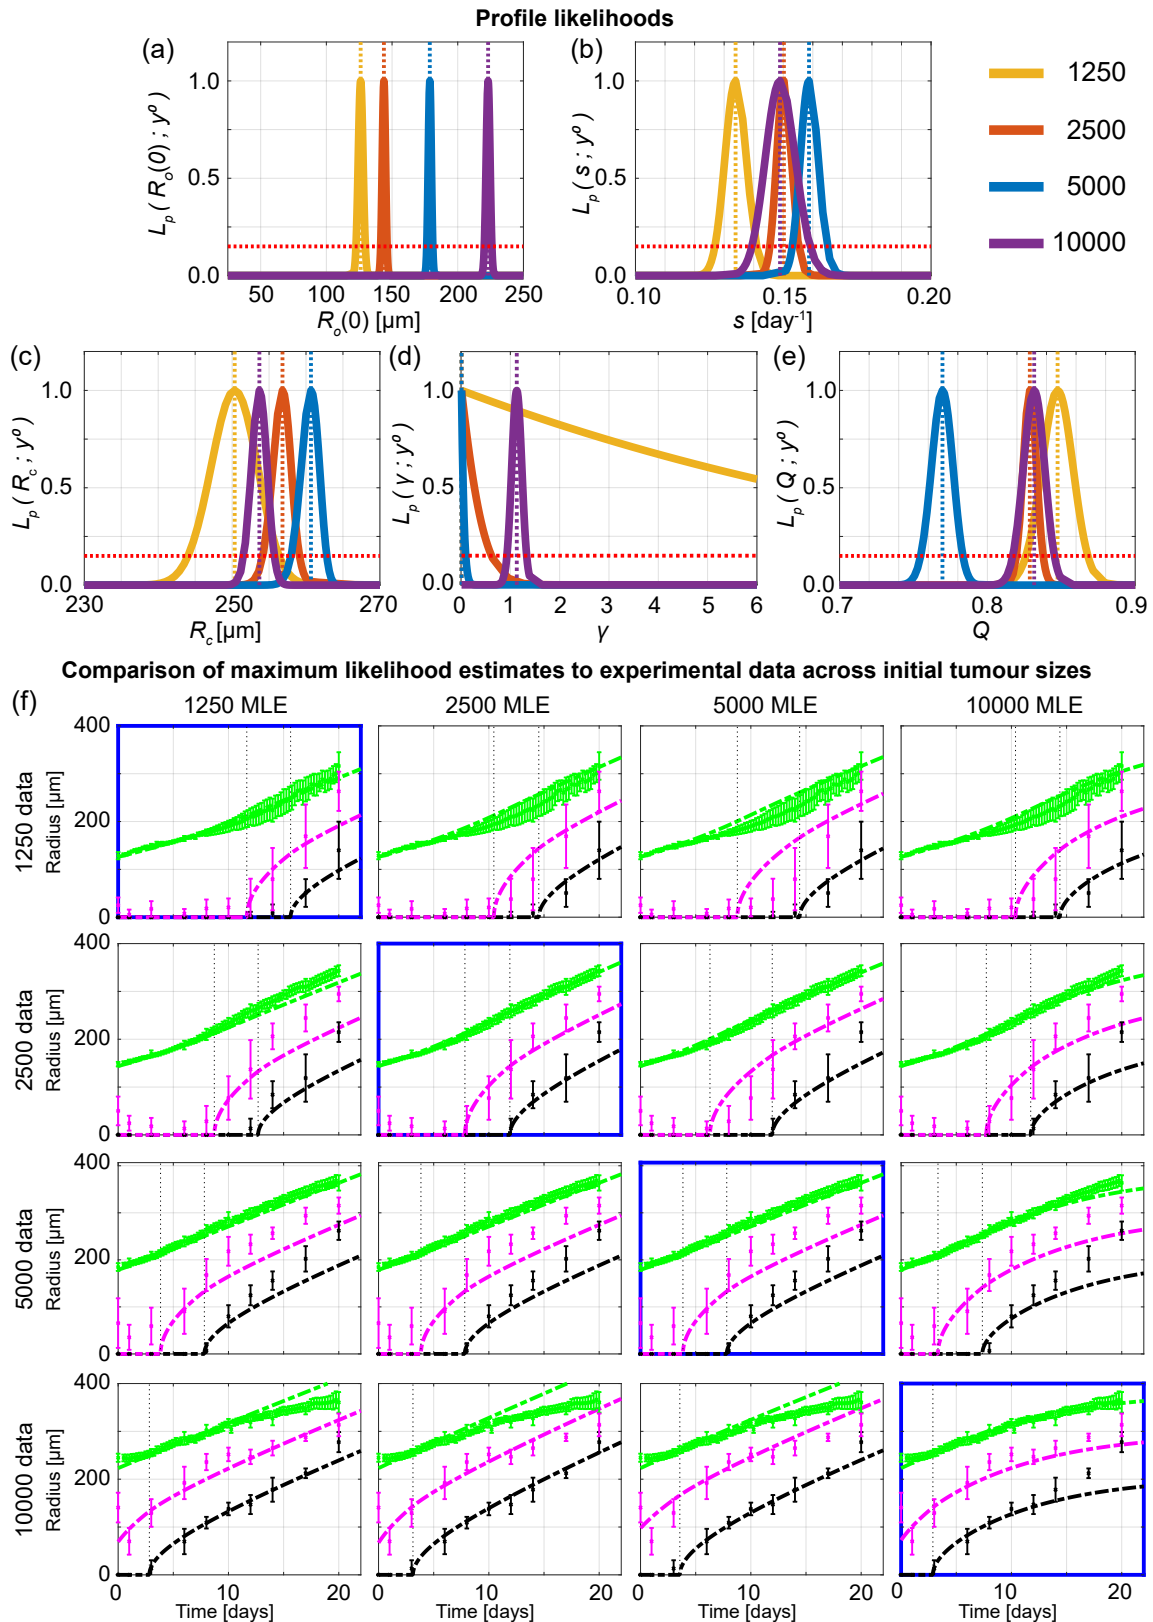 Profile likelihoods
(a)
1.0
0.5
0.0
50
100
150
200
250
L_p ( R_o(0) ; y^o )
R_o(0) [µm]
(b)
1.0
0.5
0.0
0.10
0.15
0.20
L_p ( s ; y^o )
s [day^-1]
1250
2500
5000
10000
(c)
1.0
0.5
0.0
230
250
270
L_p ( R_c ; y^o )
R_c [µm]
(d)
1.0
0.5
0.0
0
1
2
3
4
5
6
L_p ( γ ; y^o )
γ
(e)
1.0
0.5
0.0
0.7
0.8
0.9
L_p ( Q ; y^o )
Q
Comparison of maximum likelihood estimates to experimental data across initial tumour sizes
(f)
1250 MLE
2500 MLE
5000 MLE
10000 MLE
1250 data
Radius [µm]
400
200
0
2500 data
Radius [µm]
400
200
0
5000 data
Radius [µm]
400
200
0
10000 data
Radius [µm]
400
200
0
0
10
20
0
10
20
0
10
20
0
10
20
Time [days]
Time [days]
Time [days]
Time [days]